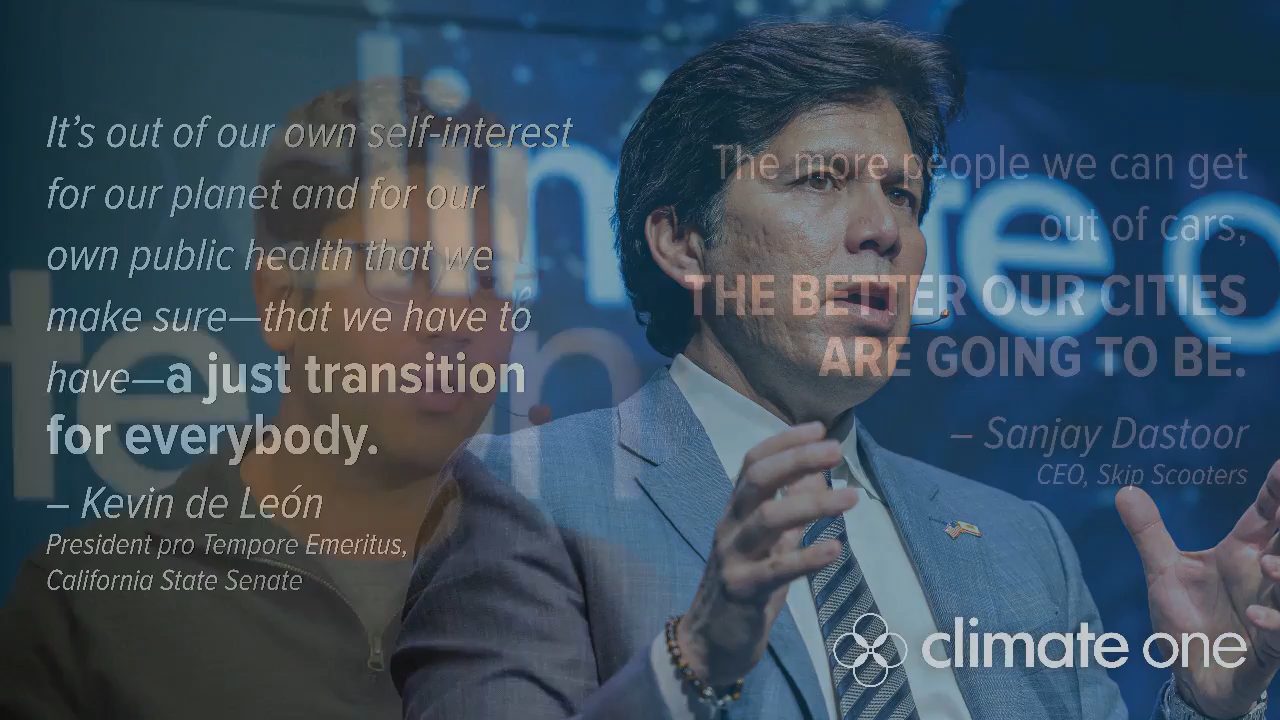 It's out of our own self-interest
for our planet and for our
own public health that we
make sure—that we have to
have—a just transition
for everybody.
– Kevin de León
President pro Tempore Emeritus,
California State Senate
The more people we can get
out of cars,
THE BETTER OUR CITIES
ARE GOING TO BE.
– Sanjay Dastoor
CEO, Skip Scooters
climate one